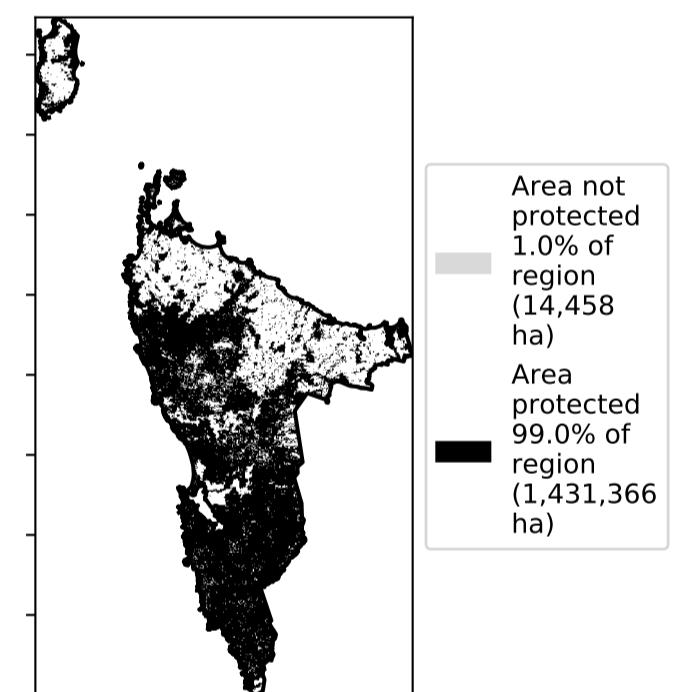 Area not
protected
1.0% of
region
(14,458
ha)
Area
protected
99.0% of
region
(1,431,366
ha)